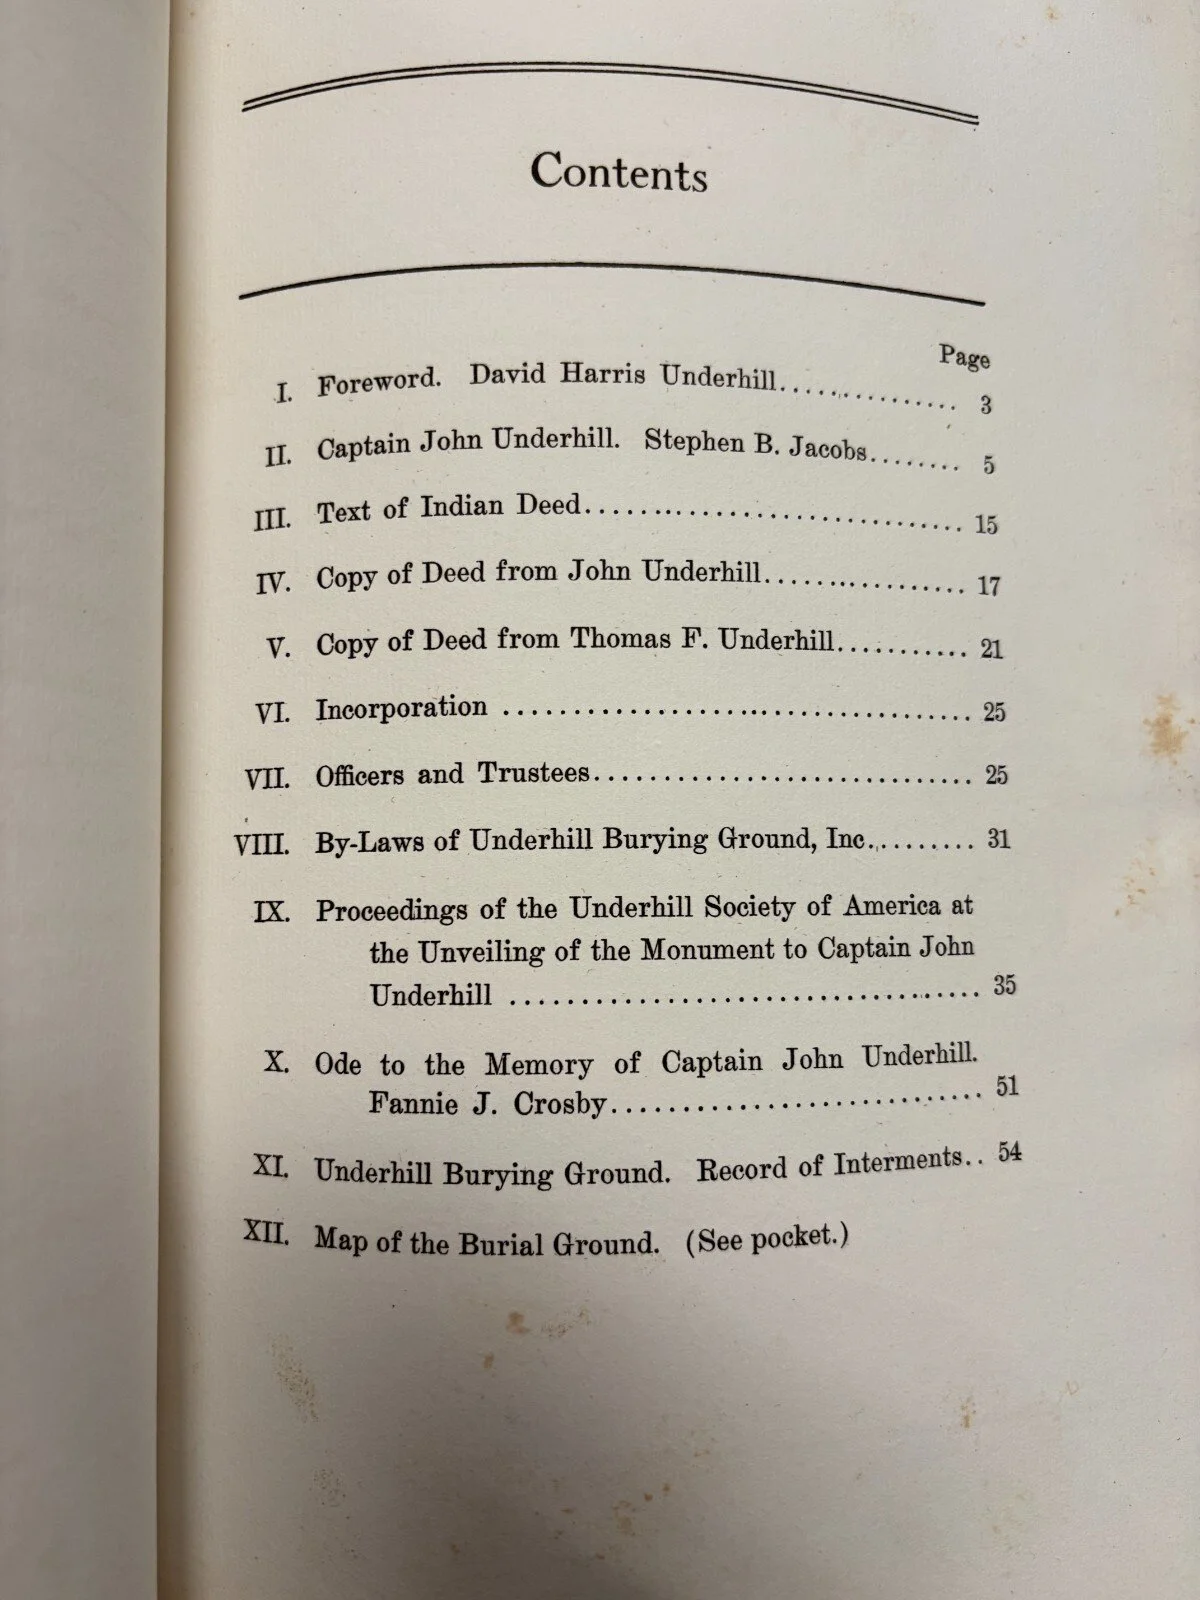 Contents
Page
I. Foreword. David Harris Underhill.................. 3
II. Captain John Underhill. Stephen B. Jacobs........ 5
III. Text of Indian Deed............................ 15
IV. Copy of Deed from John Underhill................ 17
V. Copy of Deed from Thomas F. Underhill........... 21
VI. Incorporation .................................. 25
VII. Officers and Trustees........................... 25
VIII. By-Laws of Underhill Burying Ground, Inc......... 31
IX. Proceedings of the Underhill Society of America at
the Unveiling of the Monument to Captain John
Underhill .................................. 35
X. Ode to the Memory of Captain John Underhill.
Fannie J. Crosby........................... 51
XI. Underhill Burying Ground. Record of Interments.. 54
XII. Map of the Burial Ground. (See pocket.)